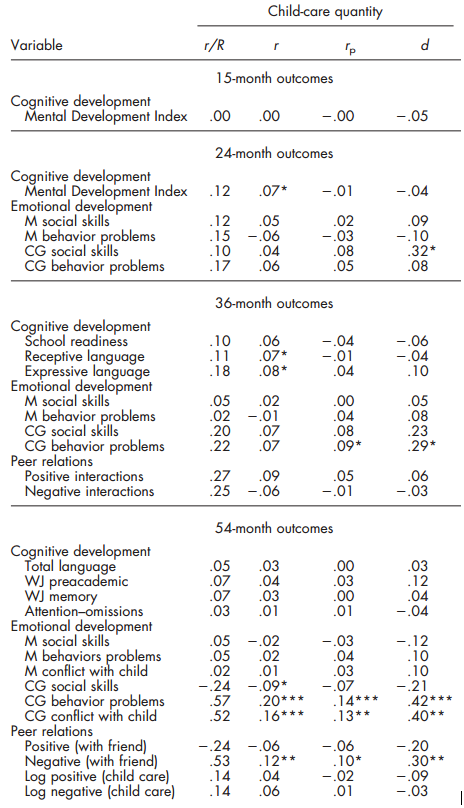 Child-care quantity
Variable r/R r rp d
15-month outcomes
Cognitive development
Mental Development Index .00 .00 −.00 −.05
24-month outcomes
Cognitive development
Mental Development Index .12 .07* −.01 −.04
Emotional development
M social skills .12 .05 .02 .09
M behavior problems .15 −.06 −.03 −.10
CG social skills .10 .04 .08 .32*
CG behavior problems .17 .06 .05 .08
36-month outcomes
Cognitive development
School readiness .10 .06 −.04 −.06
Receptive language .11 .07* −.01 −.04
Expressive language .18 .08* .04 .10
Emotional development
M social skills .05 .02 .00 .05
M behavior problems .02 −.01 .04 .08
CG social skills .20 .07 .08 .23
CG behavior problems .22 .07 .09* .29*
Peer relations
Positive interactions .27 .09 .05 .06
Negative interactions .25 −.06 −.01 −.03
54-month outcomes
Cognitive development
Total language .05 .03 .00 .03
WJ preacademic .07 .04 .03 .12
WJ memory .07 .03 .00 .04
Attention–omissions .03 .01 .01 −.04
Emotional development
M social skills .05 −.02 −.03 −.12
M behaviors problems .05 .02 .04 .10
M conflict with child .02 .01 .03 .10
CG social skills −.24 −.09* −.07 −.21
CG behavior problems .57 .20*** .14*** .42***
CG conflict with child .52 .16*** .13** .40**
Peer relations
Positive (with friend) −.24 −.06 −.06 −.20
Negative (with friend) .53 .12** .10* .30**
Log positive (child care) .14 .04 −.02 −.09
Log negative (child care) .14 .06 .01 −.03